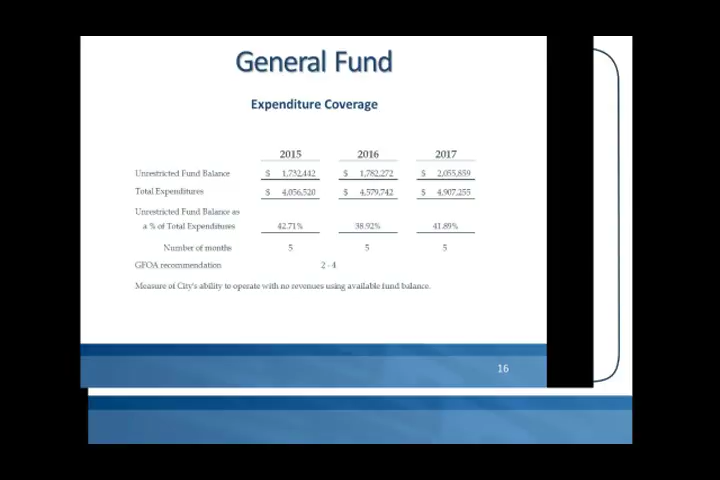 General Fund
Expenditure Coverage
2015 2016 2017
Unrestricted Fund Balance $ 1,732,442 $ 1,782,272 $ 2,055,859
Total Expenditures $ 4,056,520 $ 4,579,742 $ 4,907,255
Unrestricted Fund Balance as
a % of Total Expenditures 42.71% 38.92% 41.89%
Number of months 5 5 5
GFOA recommendation 2 - 4
Measure of City's ability to operate with no revenues using available fund balance.
16